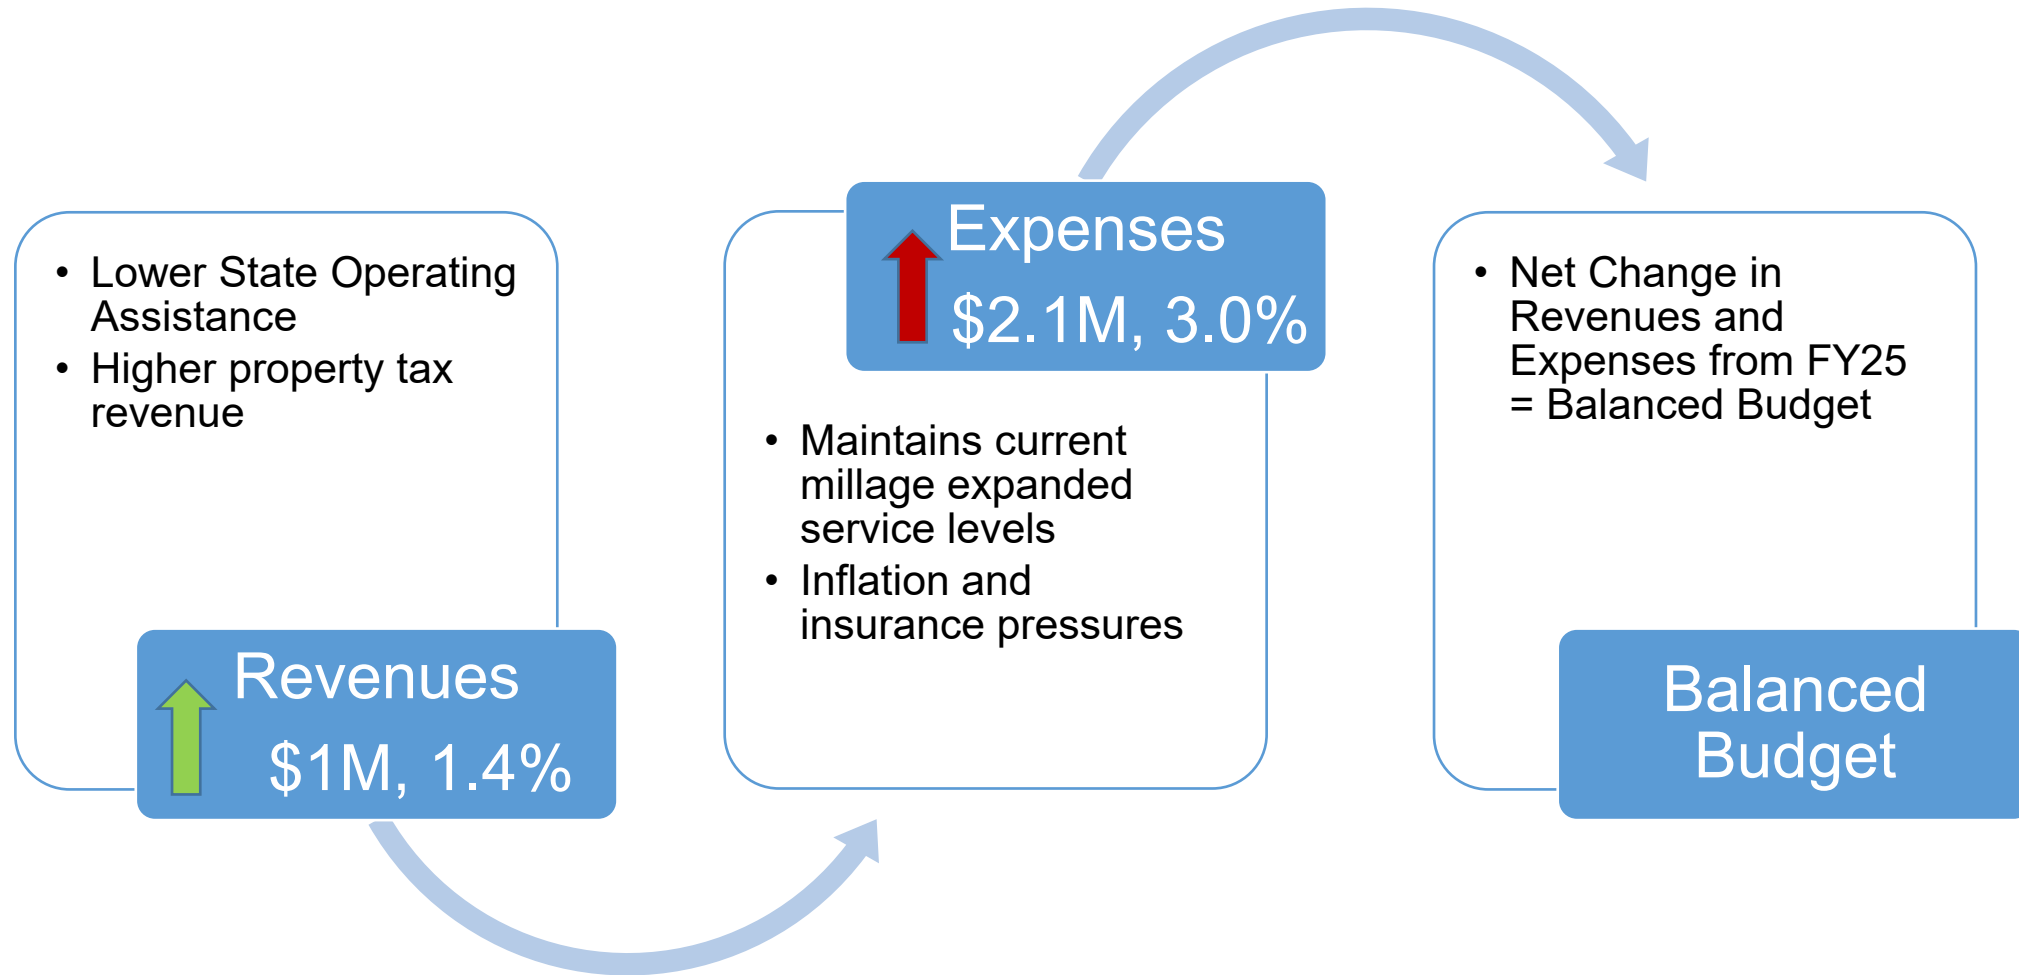 • Lower State Operating
Assistance
• Higher property tax
revenue
Revenues
$1M, 1.4%
Expenses
$2.1M, 3.0%
• Maintains current
millage expanded
service levels
• Inflation and
insurance pressures
• Net Change in
Revenues and
Expenses from FY25
= Balanced Budget
Balanced
Budget